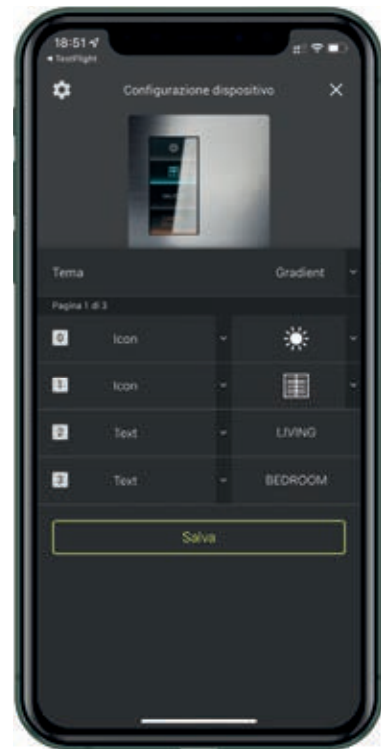 18:51
◀ TestFlight
Configurazione dispositivo
Tema Gradient
Pagina 1 di 3
0 Icon
1 Icon
2 Text LIVING
3 Text BEDROOM
Salva